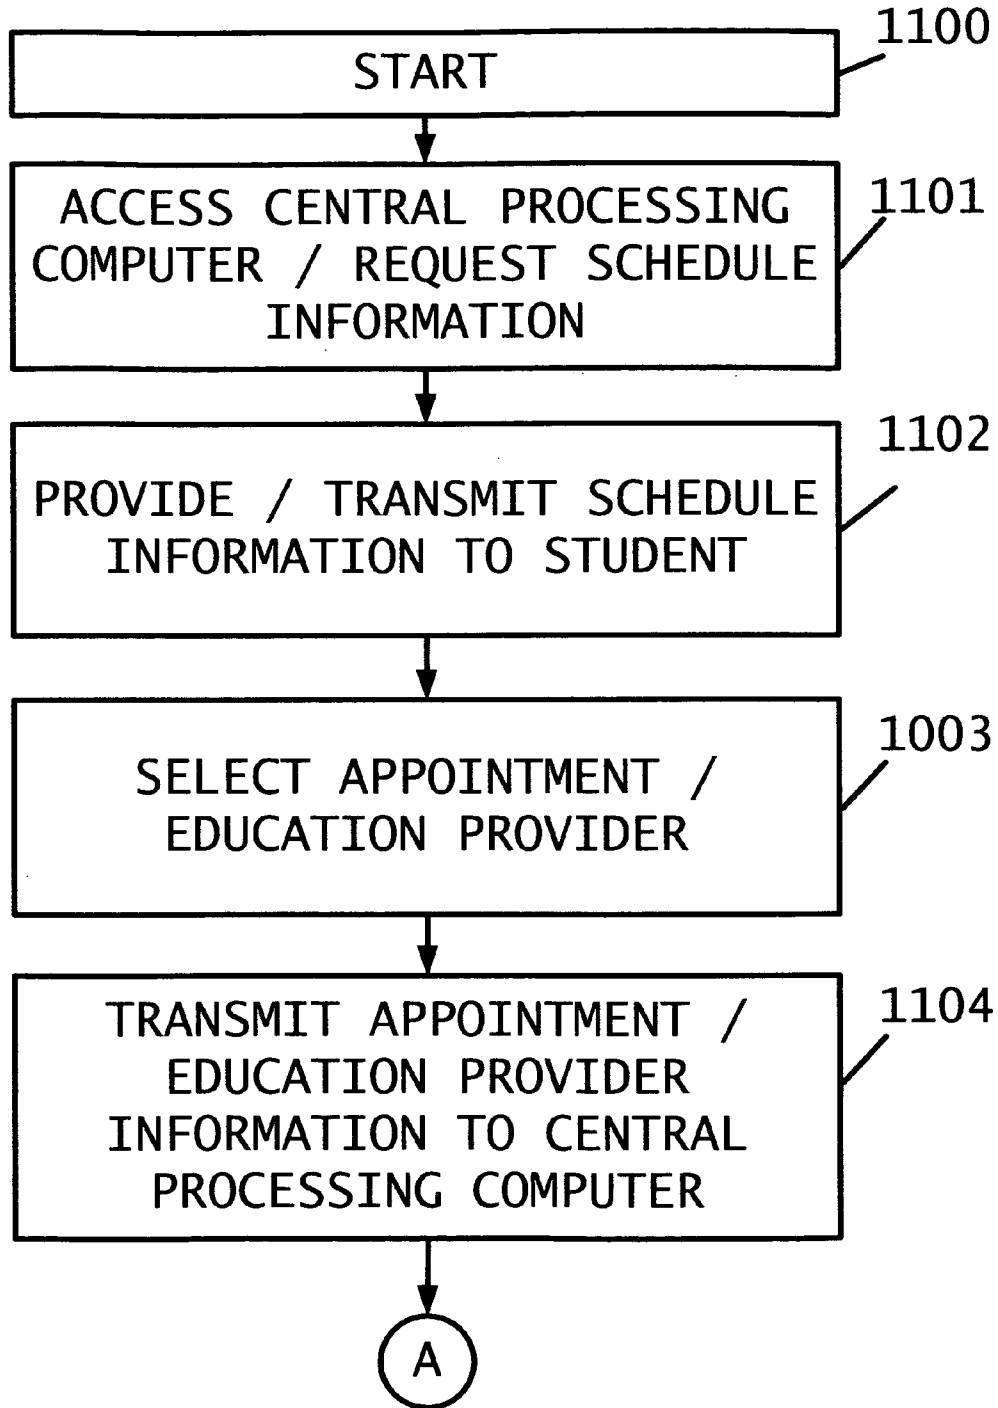 1100
START
1101
ACCESS CENTRAL PROCESSING
COMPUTER / REQUEST SCHEDULE
INFORMATION
1102
PROVIDE / TRANSMIT SCHEDULE
INFORMATION TO STUDENT
1003
SELECT APPOINTMENT /
EDUCATION PROVIDER
1104
TRANSMIT APPOINTMENT /
EDUCATION PROVIDER
INFORMATION TO CENTRAL
PROCESSING COMPUTER
A